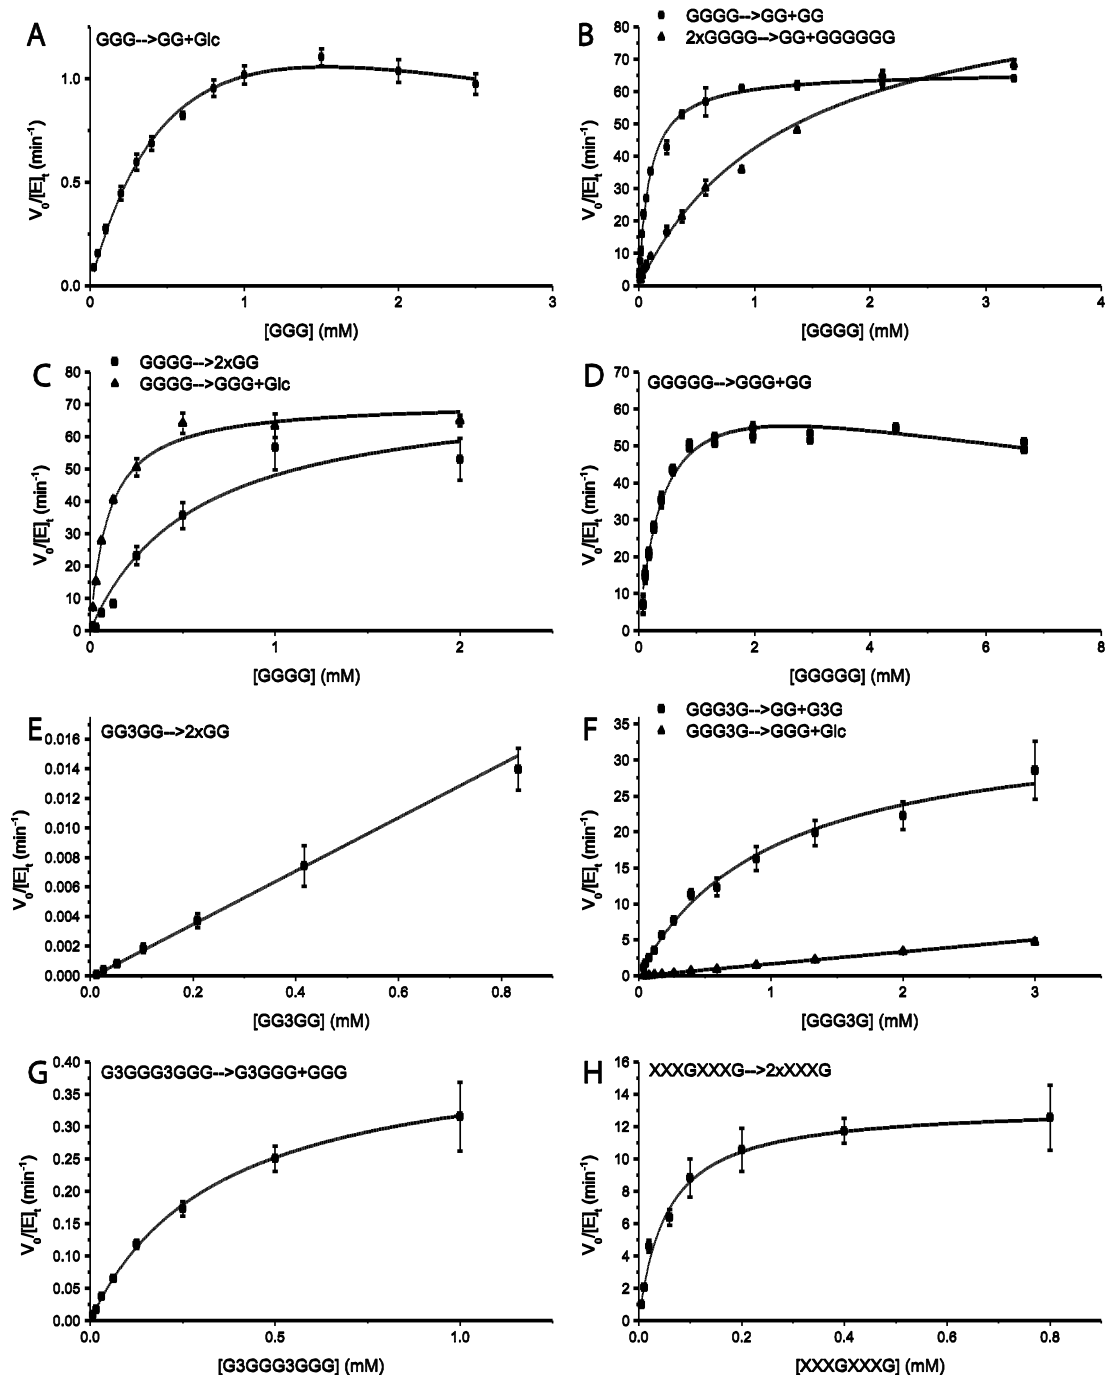 A
GGG-->GG+Glc
1.0
0.5
0.0
0 1 2 3
V₀/[E]ₜ (min⁻¹)
[GGG] (mM)
B
GGGG-->GG+GG
2xGGGG-->GG+GGGGGG
80
70
60
50
40
30
20
10
0
0 1 2 3 4
V₀/[E]ₜ (min⁻¹)
[GGGG] (mM)
C
GGGG-->2xGG
GGGG-->GGG+Glc
80
70
60
50
40
30
20
10
0
0 1 2
V₀/[E]ₜ (min⁻¹)
[GGGG] (mM)
D
GGGGG-->GGG+GG
70
60
50
40
30
20
10
0
0 2 4 6 8
V₀/[E]ₜ (min⁻¹)
[GGGGG] (mM)
E
GG3GG-->2xGG
0.016
0.014
0.012
0.010
0.008
0.006
0.004
0.002
0.000
0.0 0.2 0.4 0.6 0.8
V₀/[E]ₜ (min⁻¹)
[GG3GG] (mM)
F
GGG3G-->GG+G3G
GGG3G-->GGG+Glc
35
30
25
20
15
10
5
0
0 1 2 3
V₀/[E]ₜ (min⁻¹)
[GGG3G] (mM)
G
G3GGG3GGG-->G3GGG+GGG
0.40
0.35
0.30
0.25
0.20
0.15
0.10
0.05
0.00
0.0 0.5 1.0
V₀/[E]ₜ (min⁻¹)
[G3GGG3GGG] (mM)
H
XXXGXXXG-->2xXXXG
16
14
12
10
8
6
4
2
0
0.0 0.2 0.4 0.6 0.8
V₀/[E]ₜ (min⁻¹)
[XXXGXXXG] (mM)